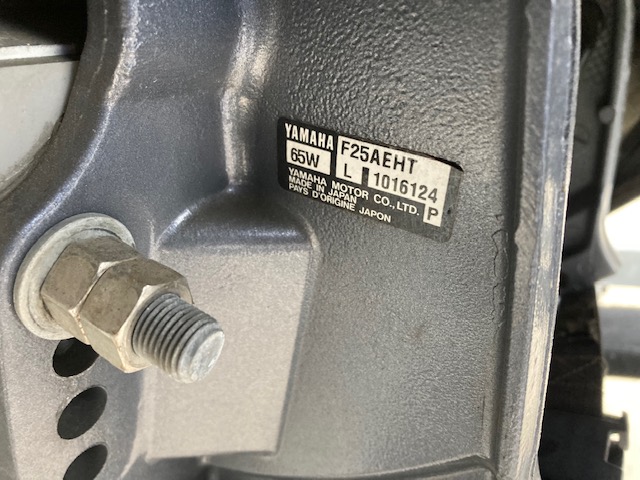 YAMAHA F25AEHT
65W L 1016124
YAMAHA MOTOR CO., LTD.
MADE IN JAPAN
PAYS D'ORIGINE JAPON P